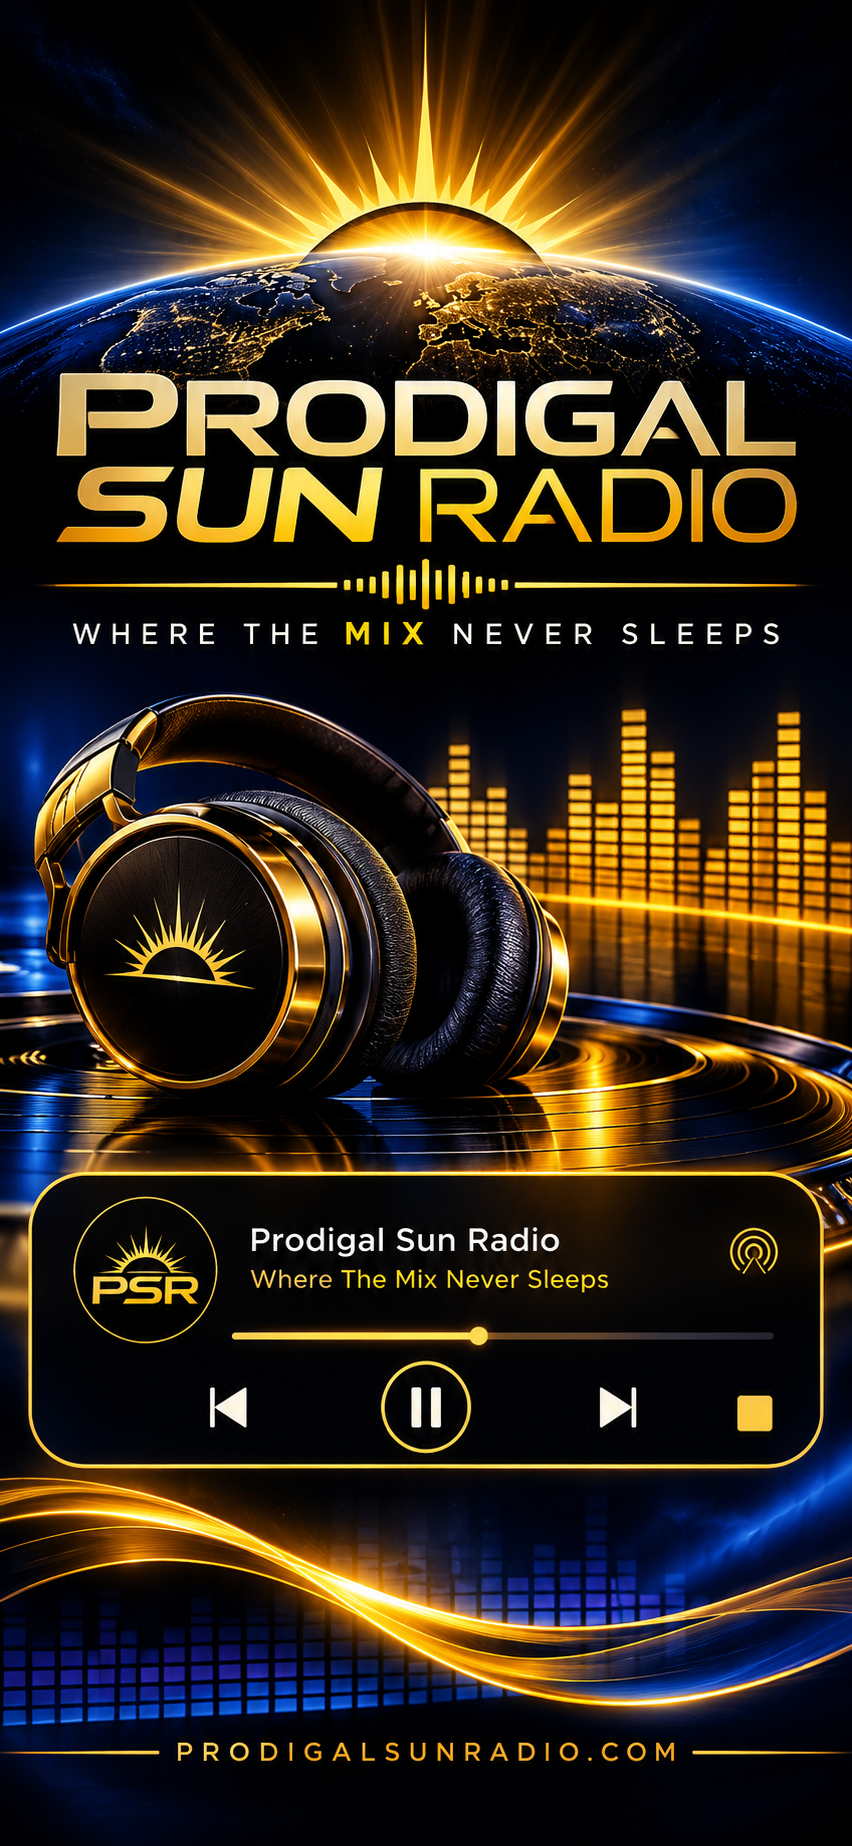 PRODIGAL
SUN RADIO
WHERE THE MIX NEVER SLEEPS
PSR
Prodigal Sun Radio
Where The Mix Never Sleeps
PRODIGALSUNRADIO.COM